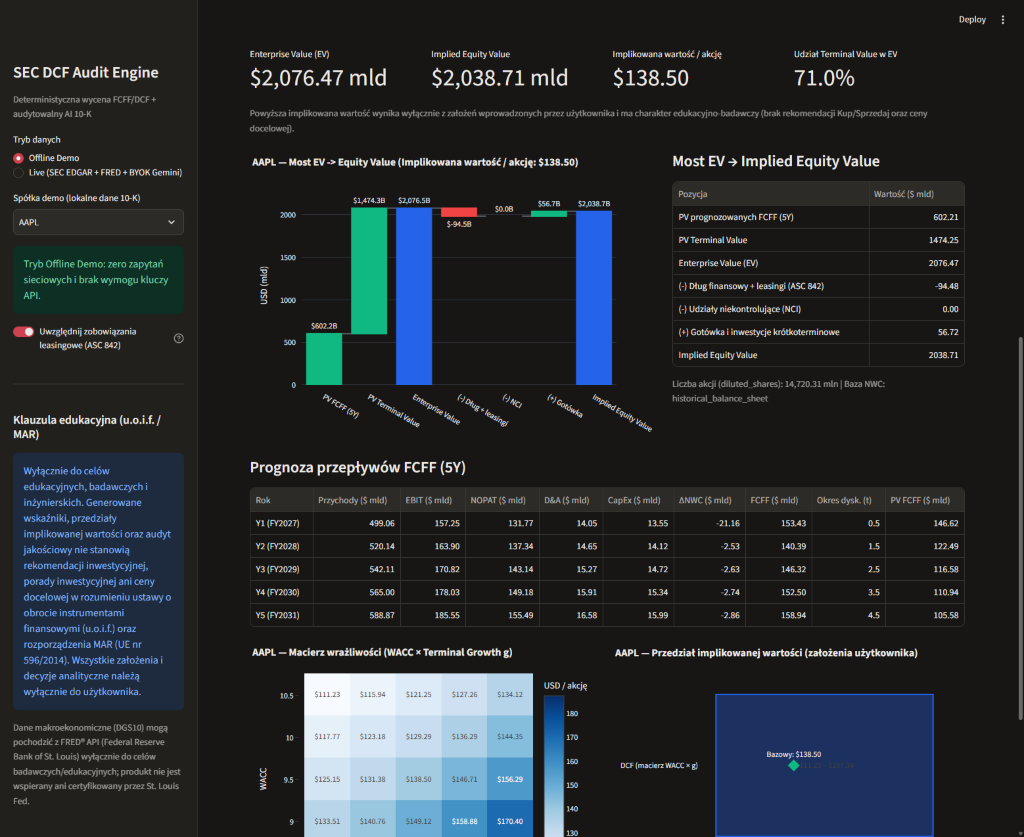 Deploy
SEC DCF Audit Engine
Deterministyczna wycena FCFF/DCF +
audytowalny AI 10-K
Tryb danych
Offline Demo
Live (SEC EDGAR + FRED + BYOK Gemini)
Spółka demo (lokalne dane 10-K)
AAPL
Tryb Offline Demo: zero zapytań
sieciowych i brak wymogu kluczy
API.
Uwzględnij zobowiązania
leasingowe (ASC 842)
Klauzula edukacyjna (u.o.i.f. /
MAR)
Wyłącznie do celów
edukacyjnych, badawczych i
inżynierskich. Generowane
wskaźniki, przedziały
implikowanej wartości oraz audyt
jakościowy nie stanowią
rekomendacji inwestycyjnej,
porady inwestycyjnej ani ceny
docelowej w rozumieniu ustawy o
obrocie instrumentami
finansowymi (u.o.i.f.) oraz
rozporządzenia MAR (UE nr
596/2014). Wszystkie założenia i
decyzje analityczne należą
wyłącznie do użytkownika.
Dane makroekonomiczne (DGS10) mogą
pochodzić z FRED® API (Federal Reserve
Bank of St. Louis) wyłącznie do celów
badawczych/edukacyjnych; produkt nie jest
wspierany ani certyfikowany przez St. Louis
Fed.
Enterprise Value (EV) Implied Equity Value Implikowana wartość / akcję Udział Terminal Value w EV
$2,076.47 mld $2,038.71 mld $138.50 71.0%
Powyższa implikowana wartość wynika wyłącznie z założeń wprowadzonych przez użytkownika i ma charakter edukacyjno-badawczy (brak rekomendacji Kup/Sprzedaj oraz ceny
docelowej).
AAPL — Most EV -> Equity Value (Implikowana wartość / akcję: $138.50)
$1,474.3B $2,076.5B $0.0B $56.7B $2,038.7B
$-94.5B
$602.2B
2000
1500
1000
500
0
USD (mld)
PV FCFF (5Y) PV Terminal Value Enterprise Value (-) Dług + leasingi (-) NCI (+) Gotówka Implied Equity Value
Most EV → Implied Equity Value
Pozycja Wartość ($ mld)
PV prognozowanych FCFF (5Y) 602.21
PV Terminal Value 1474.25
Enterprise Value (EV) 2076.47
(-) Dług finansowy + leasingi (ASC 842) -94.48
(-) Udziały niekontrolujące (NCI) 0.00
(+) Gotówka i inwestycje krótkoterminowe 56.72
Implied Equity Value 2038.71
Liczba akcji (diluted_shares): 14,720.31 mln | Baza NWC:
historical_balance_sheet
Prognoza przepływów FCFF (5Y)
Rok Przychody ($ mld) EBIT ($ mld) NOPAT ($ mld) D&A ($ mld) CapEx ($ mld) ΔNWC ($ mld) FCFF ($ mld) Okres dysk. (t) PV FCFF ($ mld)
Y1 (FY2027) 499.06 157.25 131.77 14.05 13.55 -21.16 153.43 0.5 146.62
Y2 (FY2028) 520.14 163.90 137.34 14.65 14.12 -2.53 140.39 1.5 122.49
Y3 (FY2029) 542.11 170.82 143.14 15.27 14.72 -2.63 146.32 2.5 116.58
Y4 (FY2030) 565.00 178.03 149.18 15.91 15.34 -2.74 152.50 3.5 110.94
Y5 (FY2031) 588.87 185.55 155.49 16.58 15.99 -2.86 158.94 4.5 105.58
AAPL — Macierz wrażliwości (WACC × Terminal Growth g)
10.5 $111.23 $115.94 $121.25 $127.26 $134.12
10 $117.77 $123.18 $129.29 $136.29 $144.35
9.5 $125.15 $131.38 $138.50 $146.71 $156.29
9 $133.51 $140.76 $149.12 $158.88 $170.40
WACC
USD / akcję
180
170
160
150
140
130
AAPL — Przedział implikowanej wartości (założenia użytkownika)
Bazowy: $138.50
DCF (macierz WACC × g)